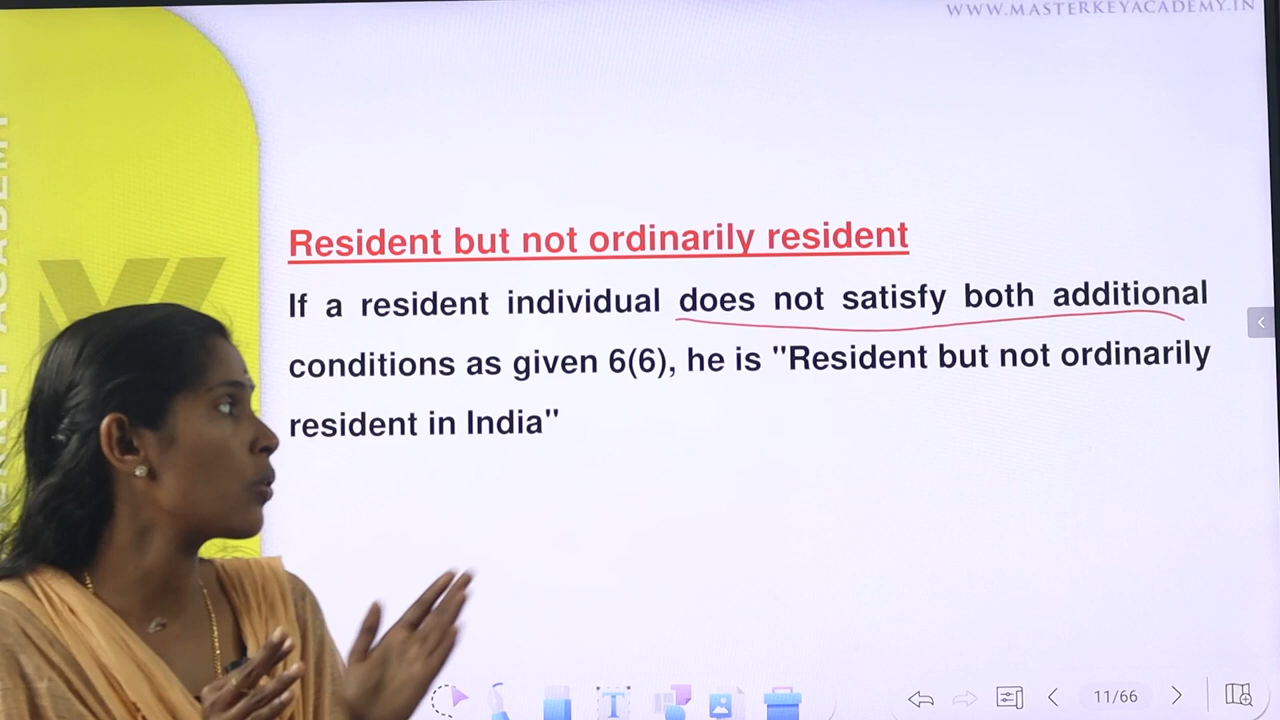 WWW.MASTERKEYACADEMY.IN
Resident but not ordinarily resident
If a resident individual does not satisfy both additional
conditions as given 6(6), he is "Resident but not ordinarily
resident in India"
11/66